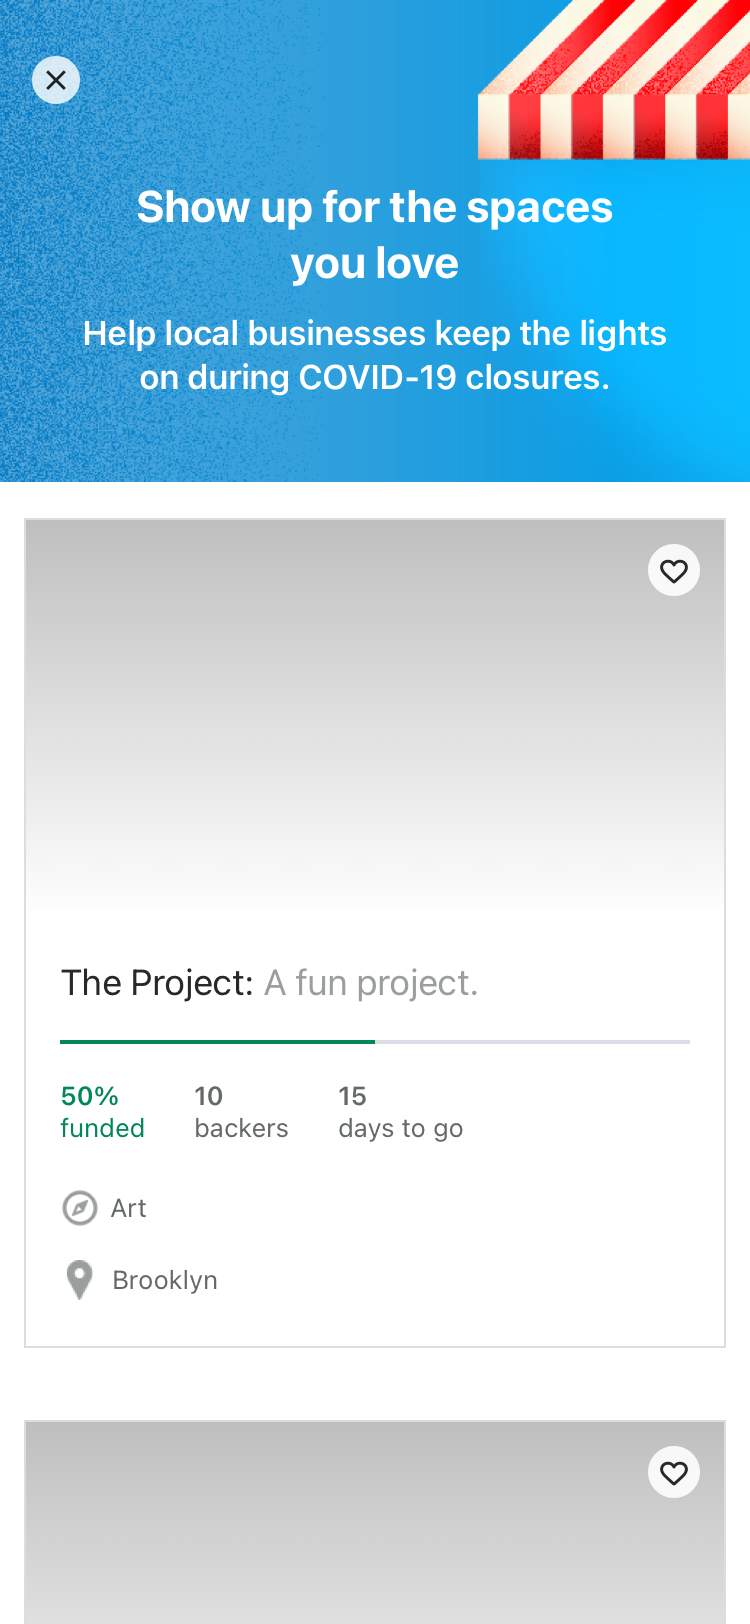 Show up for the spaces
you love
Help local businesses keep the lights
on during COVID-19 closures.
The Project: A fun project.
50% 10 15
funded backers days to go
Art
Brooklyn